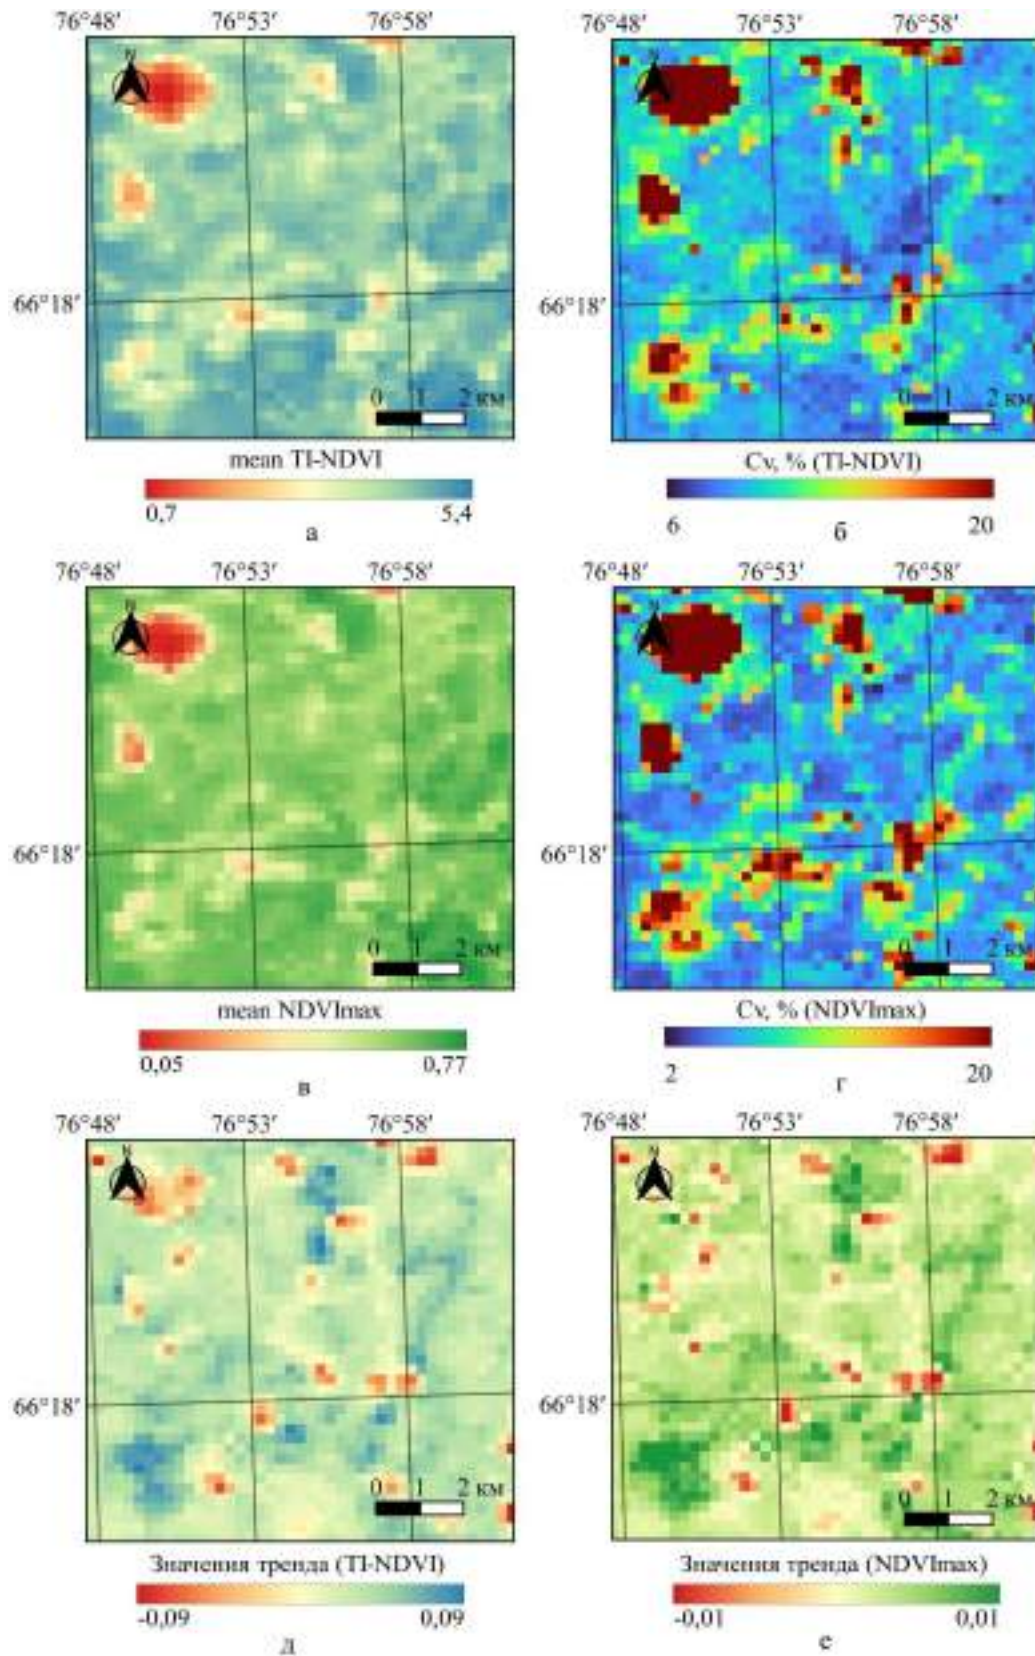 76°48′ 76°53′ 76°58′ 76°48′ 76°53′ 76°58′
N N
66°18′ 66°18′
0 1 2 км 0 1 2 км
mean TI-NDVI Cv, % (TI-NDVI)
0,7 5,4 6 20
а б
76°48′ 76°53′ 76°58′ 76°48′ 76°53′ 76°58′
N N
66°18′ 66°18′
0 1 2 км 0 1 2 км
mean NDVImax Cv, % (NDVImax)
0,05 0,77 2 20
в г
76°48′ 76°53′ 76°58′ 76°48′ 76°53′ 76°58′
N N
66°18′ 66°18′
0 1 2 км 0 1 2 км
Значения тренда (TI-NDVI) Значения тренда (NDVImax)
-0,09 0,09 -0,01 0,01
д е